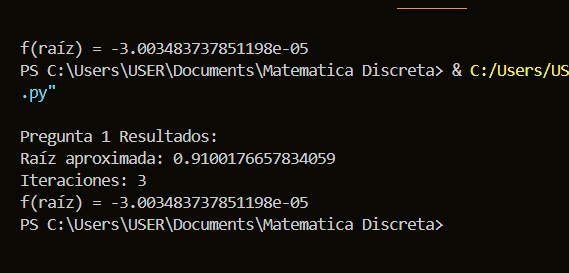 f(raíz) = -3.003483737851198e-05
PS C:\Users\USER\Documents\Matematica Discreta> & C:/Users/US
.py"
Pregunta 1 Resultados:
Raíz aproximada: 0.9100176657834059
Iteraciones: 3
f(raíz) = -3.003483737851198e-05
PS C:\Users\USER\Documents\Matematica Discreta>